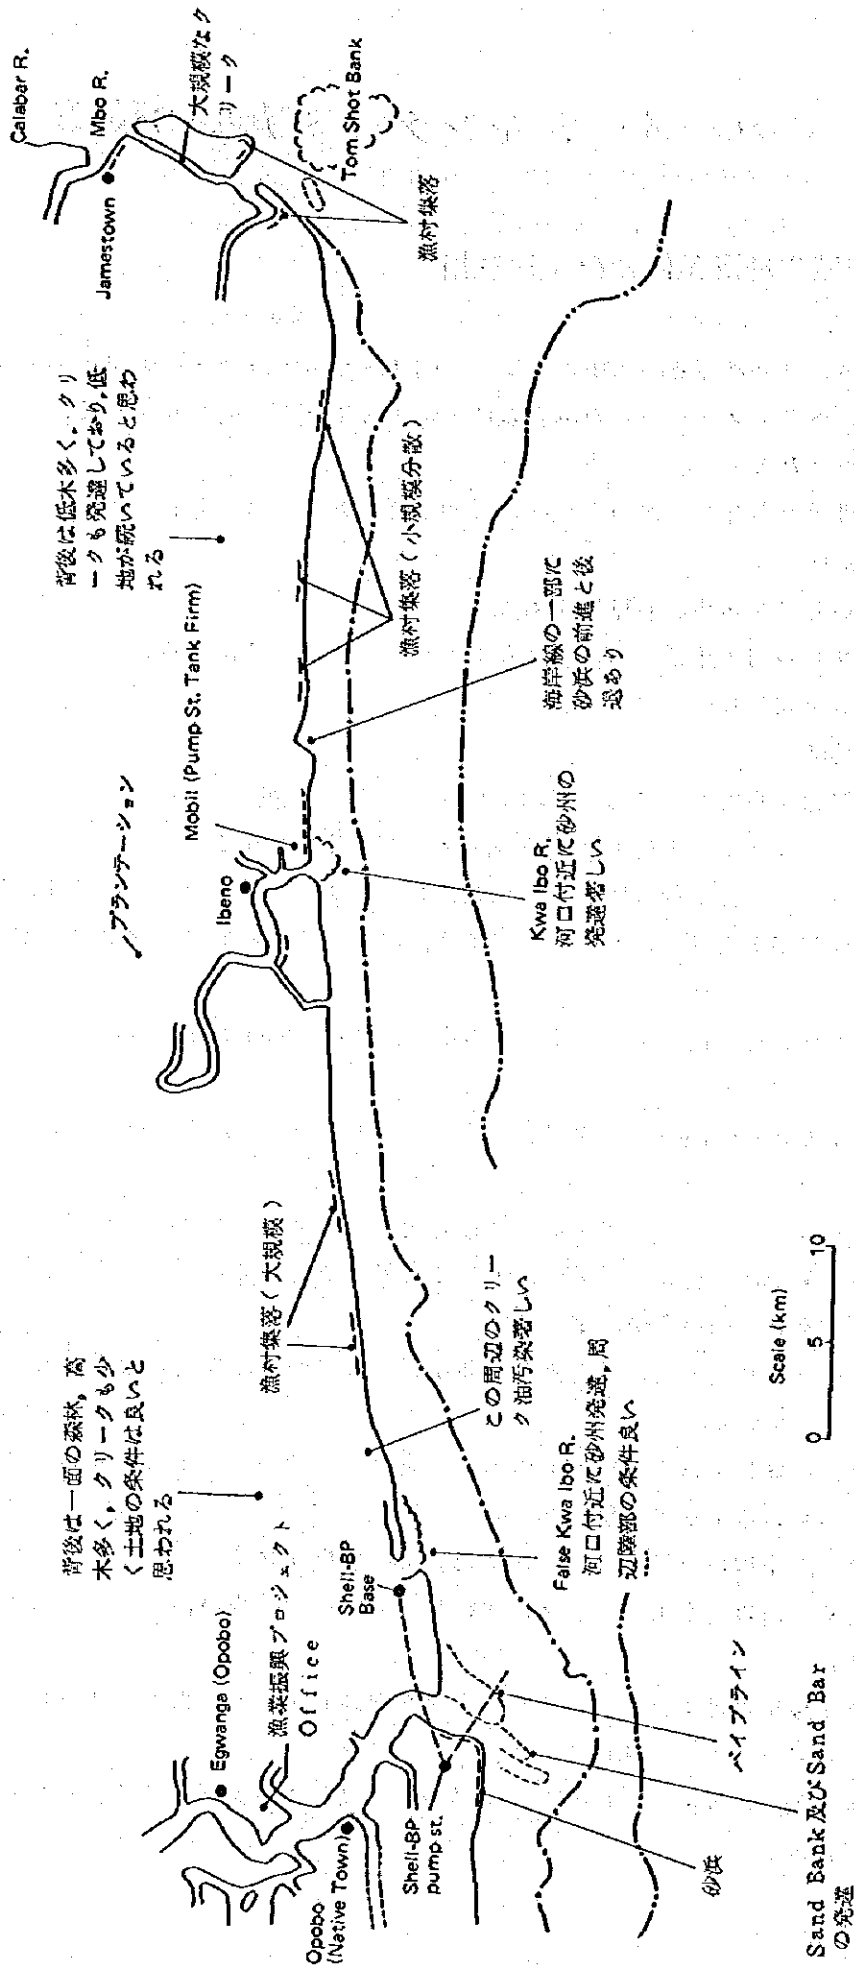 Calabar R.
Mbo R.
Jamestown
大規模なク
リーク
Tom Shot Bank
漁村集落
背後は低木多く、クリ
ークも発達しており、低
地が続いていると思わ
れる
漁村集落(小規模分散)
Mobil (Pump St. Tank Firm)
海岸線の一部に
砂浜の前進と後
退あり
プランテーション
Ibeno
Kwa Ibo R.
河口付近に砂州の
発達著しい
背後は一面の森林、高
木多く、クリークも少
く土地の条件は良いと
思われる
漁村集落(大規模)
この周辺のクリー
ク油汚染著しい
Egwanga (Opobo)
漁業振興プロジェクト
Office
Shell-BP
Base
False Kwa Ibo R.
河口付近に砂州発達、周
辺陸部の条件良い
Scale (km)
0 5 10
Opobo
(Native Town)
Shell-BP
pump st.
パイプライン
砂浜
Sand Bank 及びSand Bar
の発達